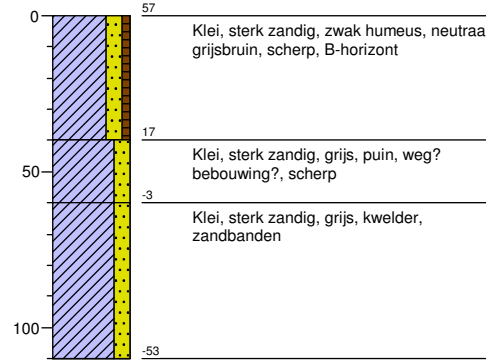 0
57
Klei, sterk zandig, zwak humeus, neutraa
grijsbruin, scherp, B-horizont
17
Klei, sterk zandig, grijs, puin, weg?
bebouwing?, scherp
50
-3
Klei, sterk zandig, grijs, kwelder,
zandbanden
100
-53